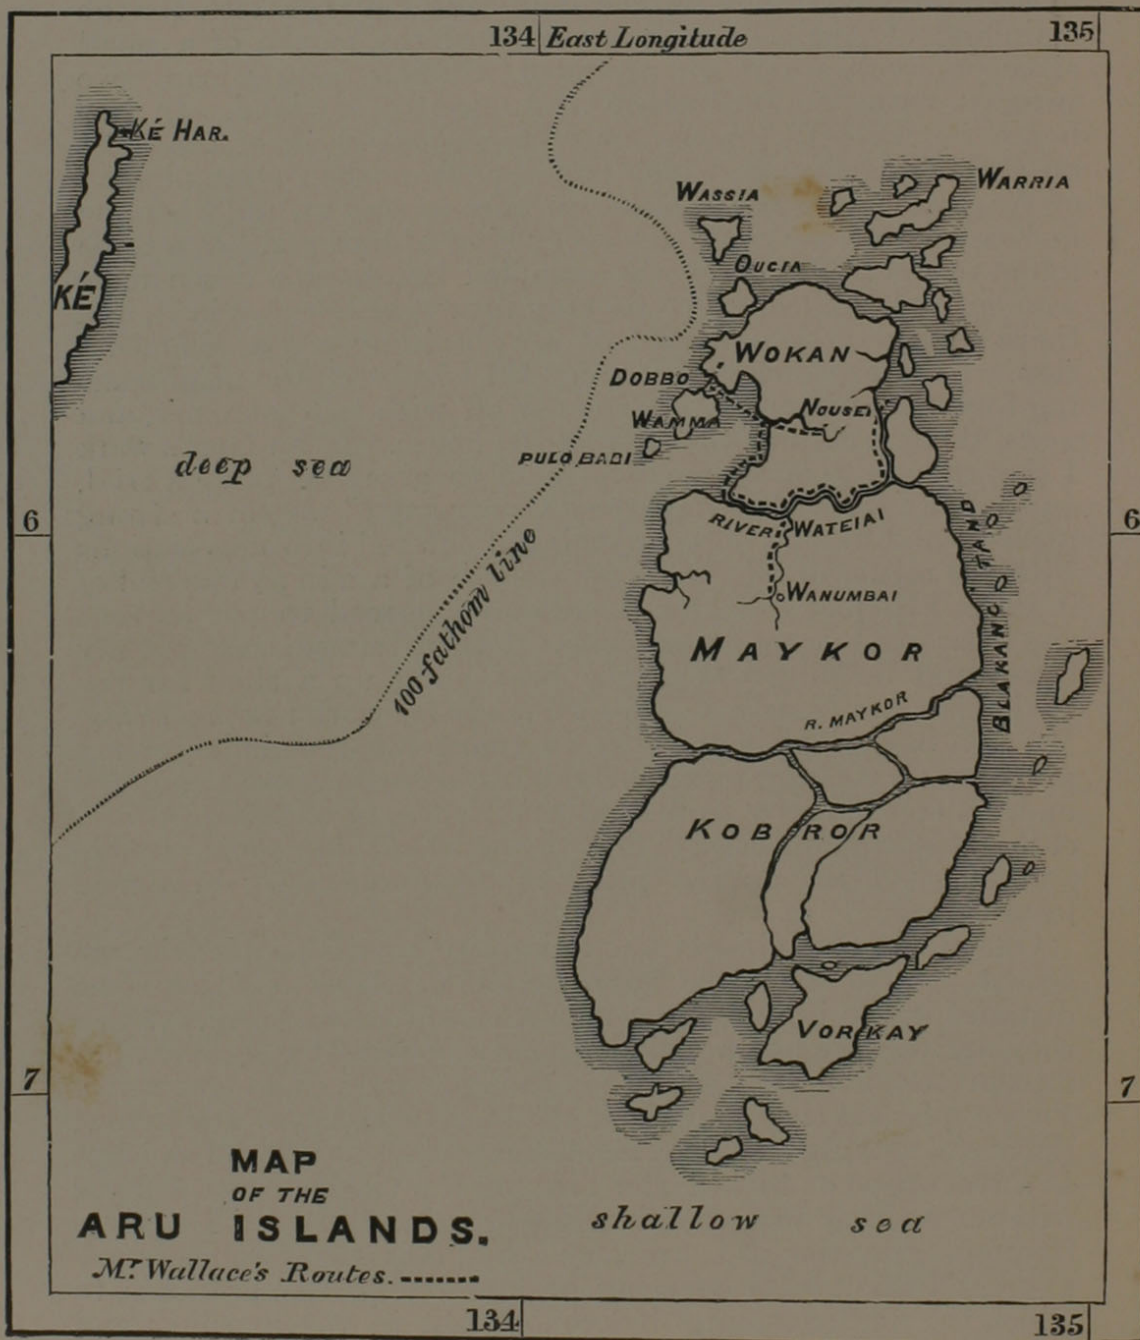 134 East Longitude 135
KÉ HAR.
WARRIA
WASSIA
OUCIA
KÉ
WOKAN
DOBBO
NOUSEI
WAMMA
PULO BABI
deep sea
6
6
RIVER WATEIAI
BLAKANG TANO
100 fathom line
WANUMBAI
MAYKOR
R. MAYKOR
KOBROR
VORKAY
7
7
MAP
OF THE
ARU ISLANDS.
shallow sea
Mr. Wallace's Routes.
134 135